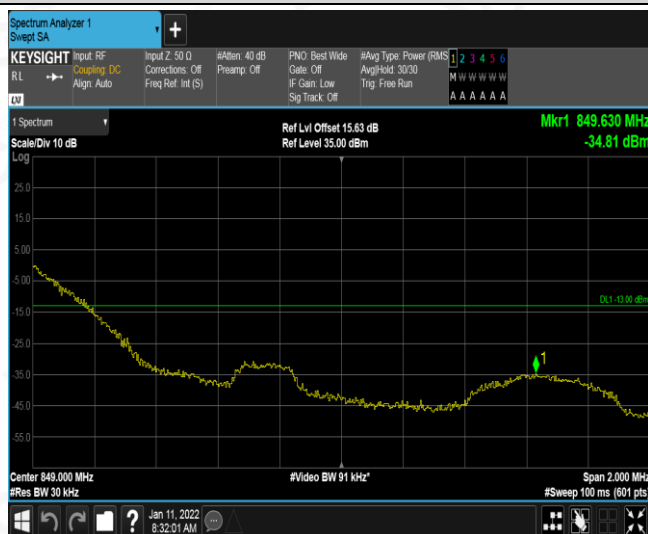 Spectrum Analyzer 1
Swept SA
+
KEYSIGHT
RL
Input: RF
Coupling: DC
Align: Auto
Input Z: 50 Ω
Corrections: Off
Freq Ref: Int (S)
#Atten: 40 dB
Preamp: Off
PNO: Best Wide
Gate: Off
IF Gain: Low
Sig Track: Off
#Avg Type: Power (RMS
Avg|Hold: 30/30
Trig: Free Run
1 2 3 4 5 6
M W W W W W
A A A A A A
1 Spectrum
Scale/Div 10 dB
Log
Ref Lvl Offset 15.63 dB
Ref Level 35.00 dBm
Mkr1 849.630 MHz
-34.81 dBm
25.0
15.0
5.00
-5.00
-15.0
-25.0
-35.0
-45.0
-55.0
DL1 -13.00 dBm
1
Center 849.000 MHz
#Res BW 30 kHz
#Video BW 91 kHz*
Span 2.000 MHz
#Sweep 100 ms (601 pts)
?
Jan 11, 2022
8:32:01 AM